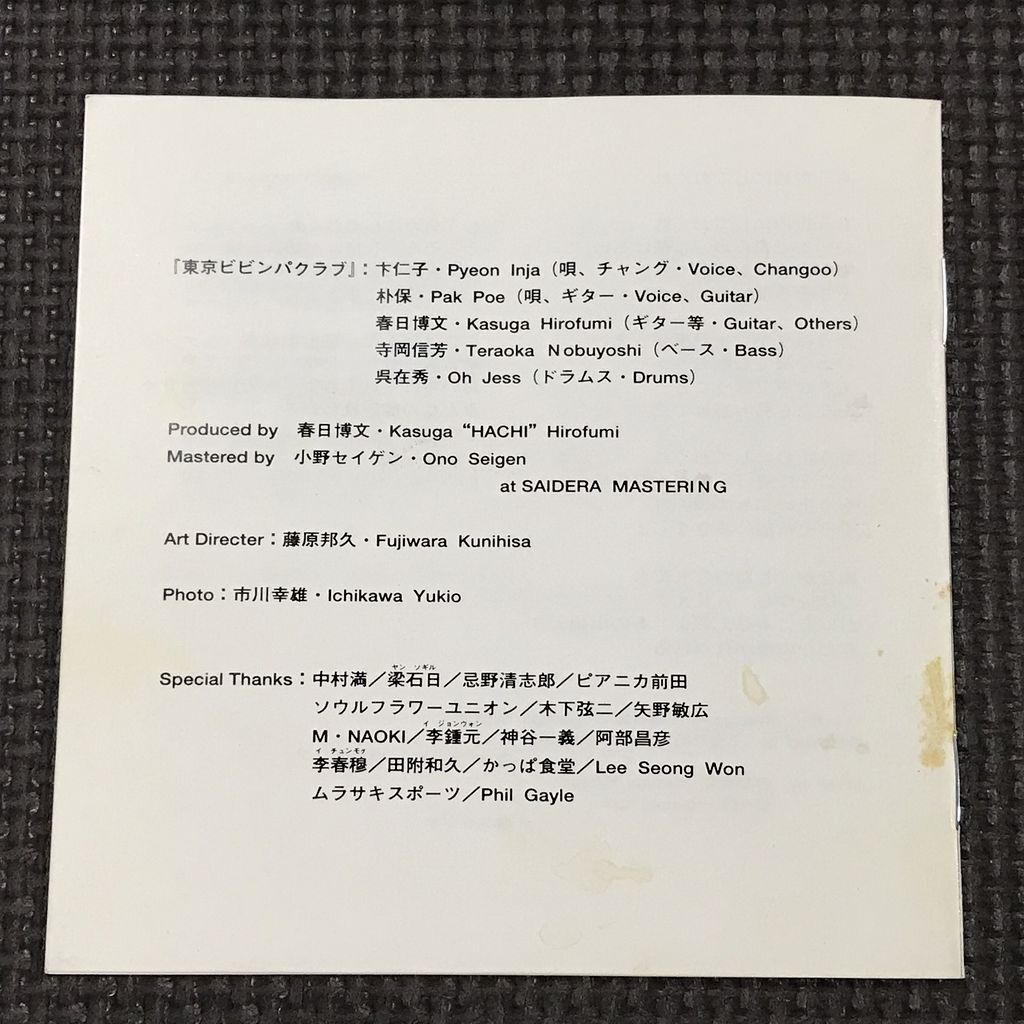 『東京ビビンパクラブ』：卞仁子・Pyeon Inja（唄、チャング・Voice、Changoo）
朴保・Pak Poe（唄、ギター・Voice、Guitar）
春日博文・Kasuga Hirofumi（ギター等・Guitar、Others）
寺岡信芳・Teraoka Nobuyoshi（ベース・Bass）
呉在秀・Oh Jess（ドラムス・Drums）
Produced by 春日博文・Kasuga “HACHI” Hirofumi
Mastered by 小野セイゲン・Ono Seigen
at SAIDERA MASTERING
Art Directer：藤原邦久・Fujiwara Kunihisa
Photo：市川幸雄・Ichikawa Yukio
ヤン ソギル
Special Thanks：中村満／梁石日／忌野清志郎／ピアニカ前田
ソウルフラワーユニオン／木下弦二／矢野敏広
イ ジョンウォン
M・NAOKI／李鍾元／神谷一義／阿部昌彦
イ チュンモク
李春穆／田附和久／かっぱ食堂／Lee Seong Won
ムラサキスポーツ／Phil Gayle